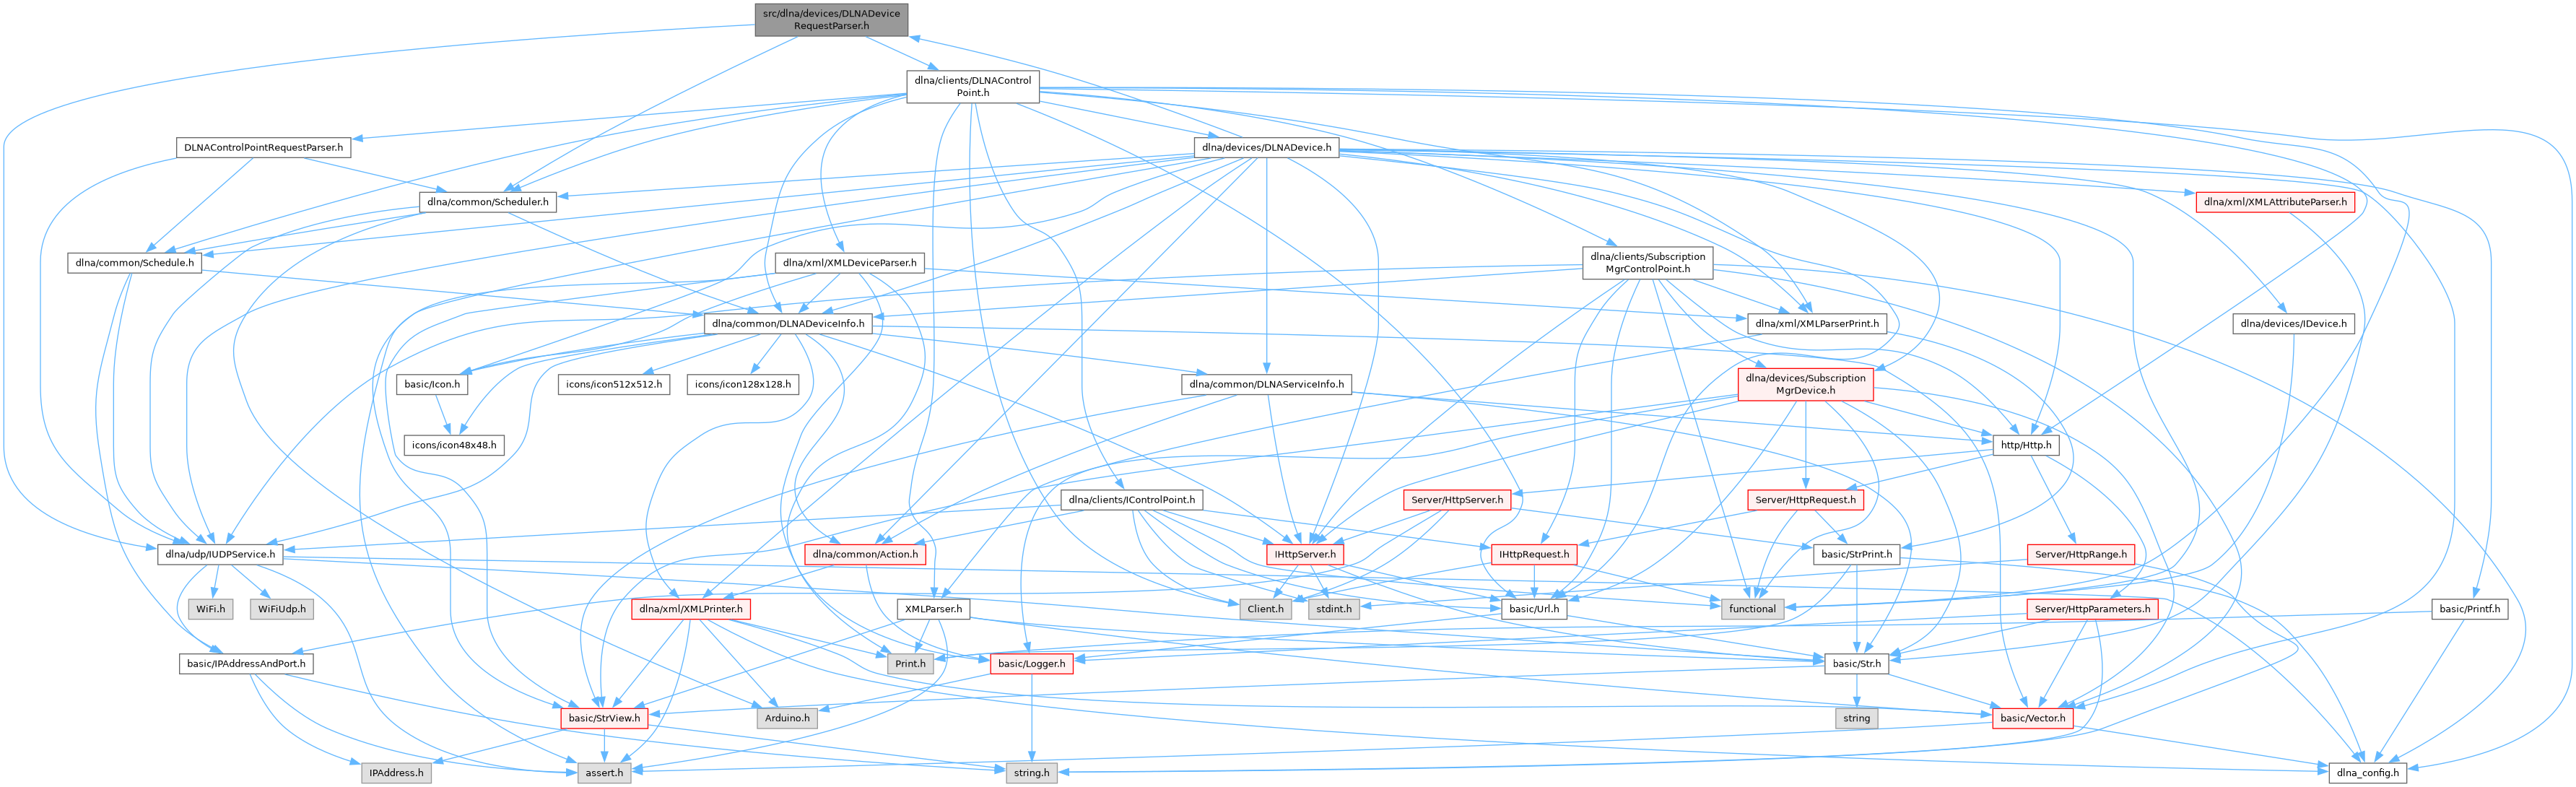 src/dlna/devices/DLNADevice
RequestParser.h
dlna/clients/DLNAControl
Point.h
DLNAControlPointRequestParser.h
dlna/devices/DLNADevice.h
dlna/common/Scheduler.h
dlna/xml/XMLAttributeParser.h
dlna/common/Schedule.h
dlna/xml/XMLDeviceParser.h
dlna/clients/Subscription
MgrControlPoint.h
dlna/common/DLNADeviceInfo.h
dlna/xml/XMLParserPrint.h
dlna/devices/IDevice.h
basic/Icon.h
icons/icon512x512.h
icons/icon128x128.h
dlna/common/DLNAServiceInfo.h
dlna/devices/Subscription
MgrDevice.h
icons/icon48x48.h
http/Http.h
dlna/clients/IControlPoint.h
Server/HttpServer.h
Server/HttpRequest.h
dlna/udp/IUDPService.h
dlna/common/Action.h
IHttpServer.h
IHttpRequest.h
basic/StrPrint.h
Server/HttpRange.h
WiFi.h
WiFiUdp.h
dlna/xml/XMLPrinter.h
XMLParser.h
Client.h
stdint.h
basic/Url.h
functional
Server/HttpParameters.h
basic/Printf.h
basic/IPAddressAndPort.h
Print.h
basic/Logger.h
basic/Str.h
basic/StrView.h
Arduino.h
string
basic/Vector.h
IPAddress.h
assert.h
string.h
dlna_config.h